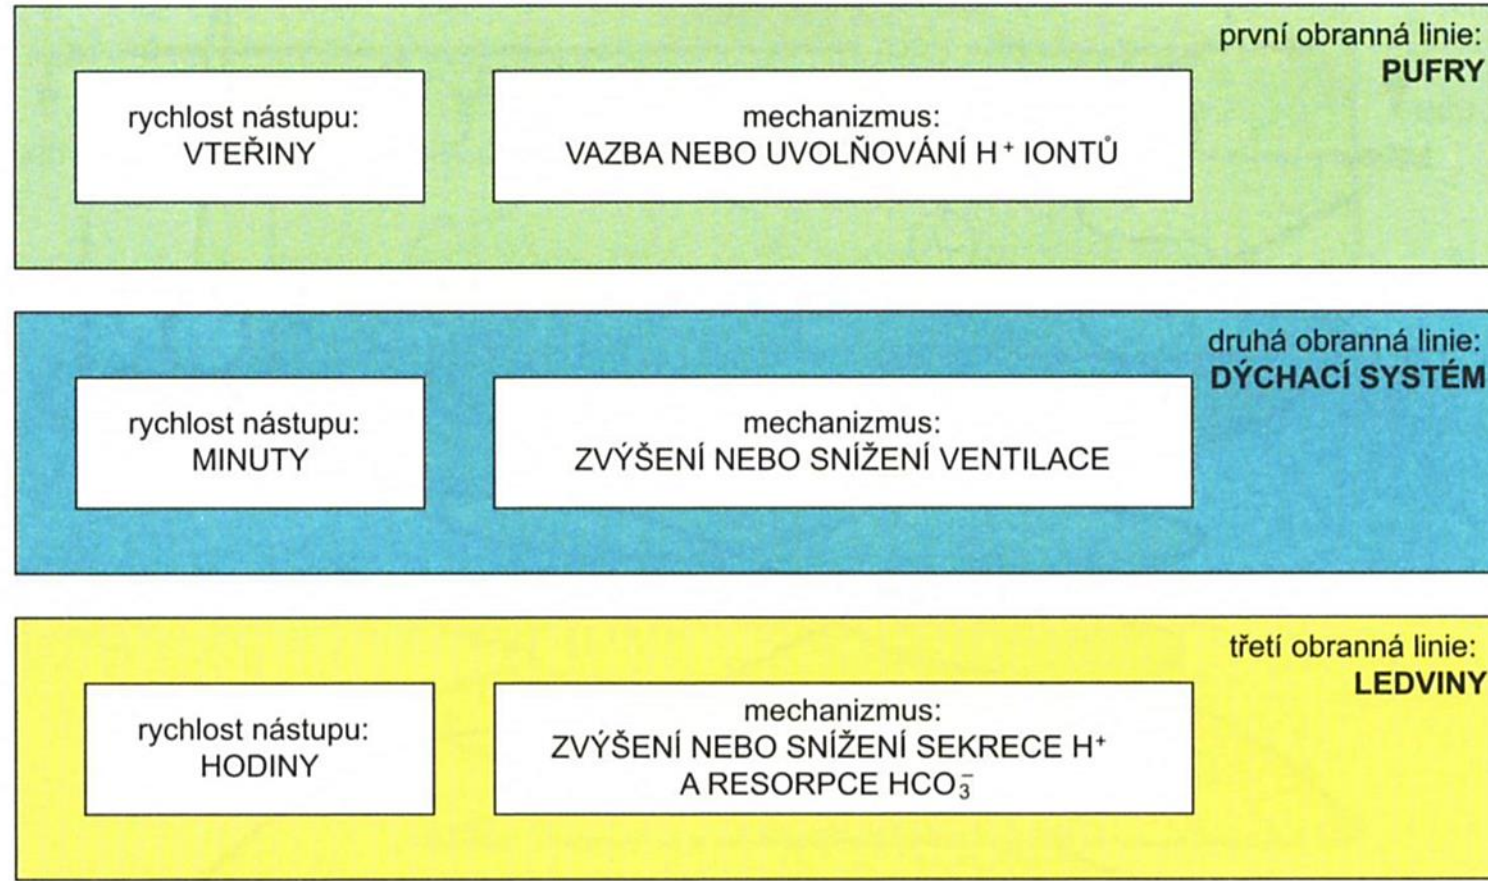 první obranná linie:
PUFRY
rychlost nástupu:
VTEŘINY
mechanizmus:
VAZBA NEBO UVOLŇOVÁNÍ H⁺ IONTŮ
druhá obranná linie:
DÝCHACÍ SYSTÉM
rychlost nástupu:
MINUTY
mechanizmus:
ZVÝŠENÍ NEBO SNÍŽENÍ VENTILACE
třetí obranná linie:
LEDVINY
rychlost nástupu:
HODINY
mechanizmus:
ZVÝŠENÍ NEBO SNÍŽENÍ SEKRECE H⁺
A RESORPCE HCO₃⁻